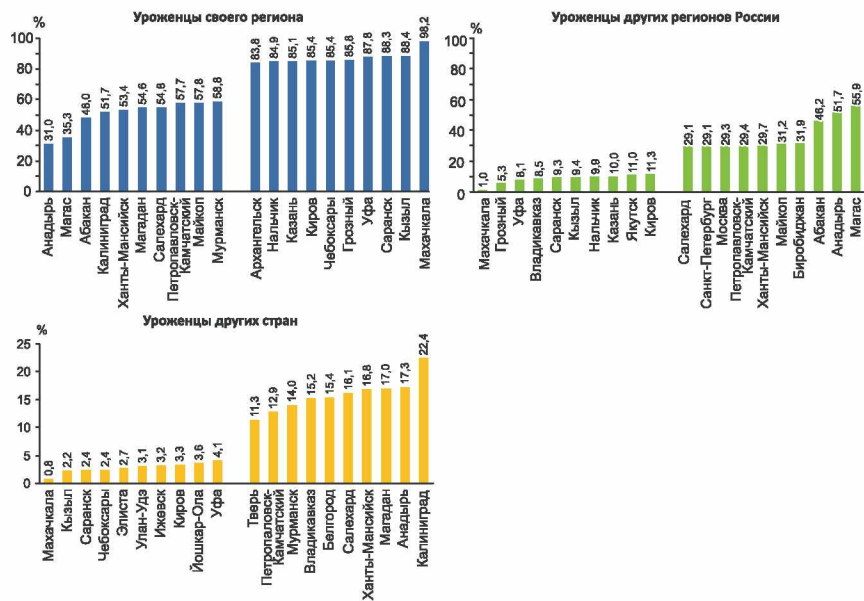 Уроженцы своего региона
%
100
80
60
40
20
0
31,0
35,3
48,0
51,7
53,4
54,6
54,8
57,7
57,8
58,8
83,8
84,9
85,1
85,4
85,4
85,8
87,8
88,3
88,4
98,2
Анадырь
Магас
Абакан
Калиниград
Ханты-Мансийск
Магадан
Салехард
Петропавловск-
Камчатский
Майкоп
Мурманск
Архангельск
Нальчик
Казань
Киров
Чебоксары
Грозный
Уфа
Саранск
Кызыл
Махачкала
Уроженцы других регионов России
%
100
80
60
40
20
0
1,0
5,3
8,1
8,5
9,3
9,4
9,9
10,0
11,0
11,3
29,1
29,1
29,3
29,4
29,7
31,2
31,9
46,2
51,7
55,9
Махачкала
Грозный
Уфа
Владикавказ
Саранск
Кызыл
Нальчик
Казань
Якутск
Киров
Салехард
Санкт-Петербург
Москва
Петропавловск-
Камчатский
Ханты-Мансийск
Майкоп
Биробиджан
Абакан
Анадырь
Магас
Уроженцы других стран
%
25
20
15
10
5
0
0,8
2,2
2,4
2,4
2,7
3,1
3,2
3,3
3,6
4,1
11,3
12,9
14,0
15,2
15,4
16,1
16,8
17,0
17,3
22,4
Махачкала
Кызыл
Саранск
Чебоксары
Элиста
Улан-Удэ
Ижевск
Киров
Йошкар-Ола
Уфа
Тверь
Петропаловск-
Камчатский
Мурманск
Владикавказ
Белгород
Салехард
Ханты-Мансийск
Магадан
Анадырь
Калиниград